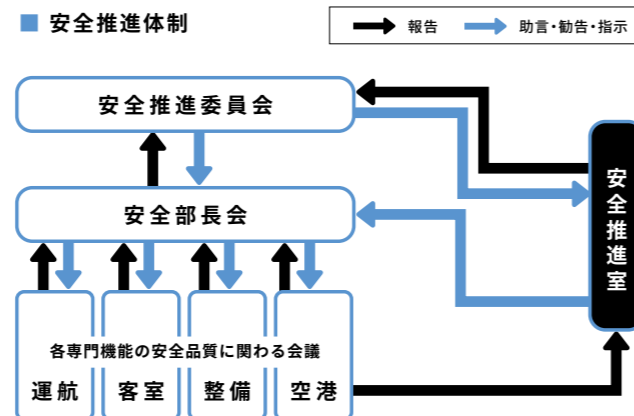 ■ 安全推進体制
報告
助言・勧告・指示
安全推進委員会
安全部長会
安全推進室
各専門機能の安全品質に関わる会議
運航
客室
整備
空港